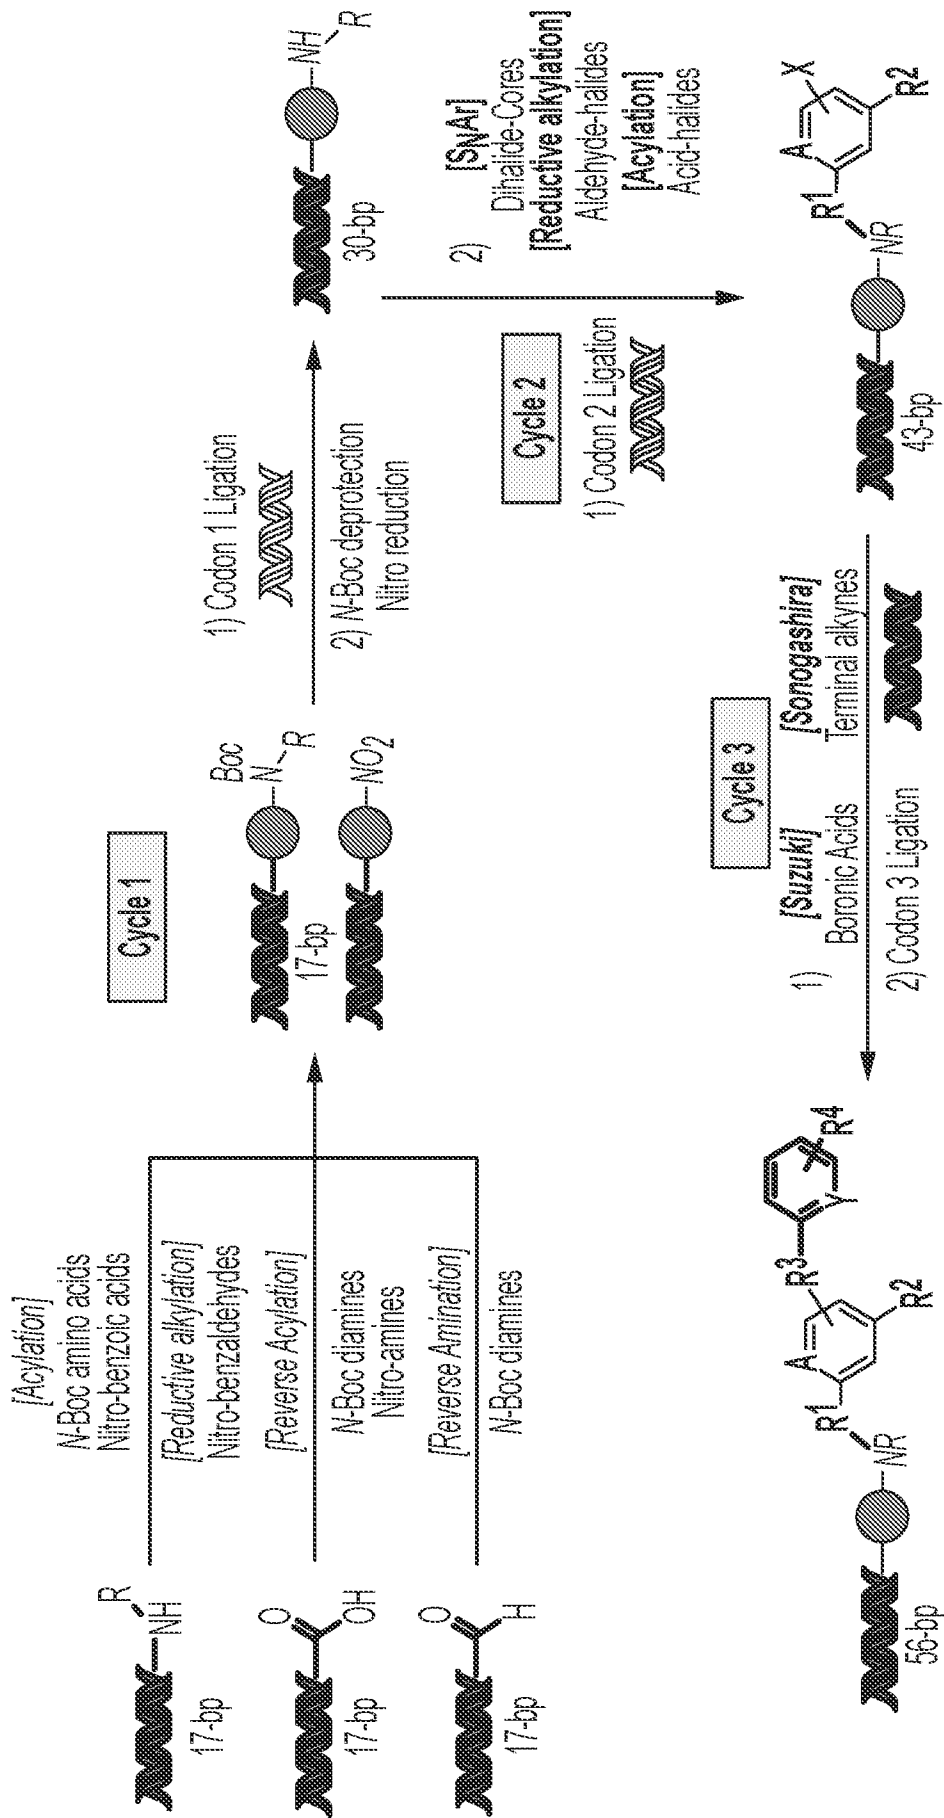 Cycle 1
R
NH
17-bp
O
OH
17-bp
O
H
17-bp
[Acylation]
N-Boc amino acids
Nitro-benzoic acids
[Reductive alkylation]
Nitro-benzaldehydes
[Reverse Acylation]
N-Boc diamines
Nitro-amines
[Reverse Amination]
N-Boc diamines
Boc
N
R
17-bp
NO2
1) Codon 1 Ligation
2) N-Boc deprotection
Nitro reduction
NH
R
30-bp
Cycle 2
1) Codon 2 Ligation
2)
[SNAr]
Dihalide-Cores
[Reductive alkylation]
Aldehyde-halides
[Acylation]
Acid-halides
A
X
R1
R2
NR
43-bp
Cycle 3
1)
[Suzuki]
Boronic Acids
[Sonogashira]
Terminal alkynes
2) Codon 3 Ligation
R4
Y
R3
A
R1
R2
NR
56-bp